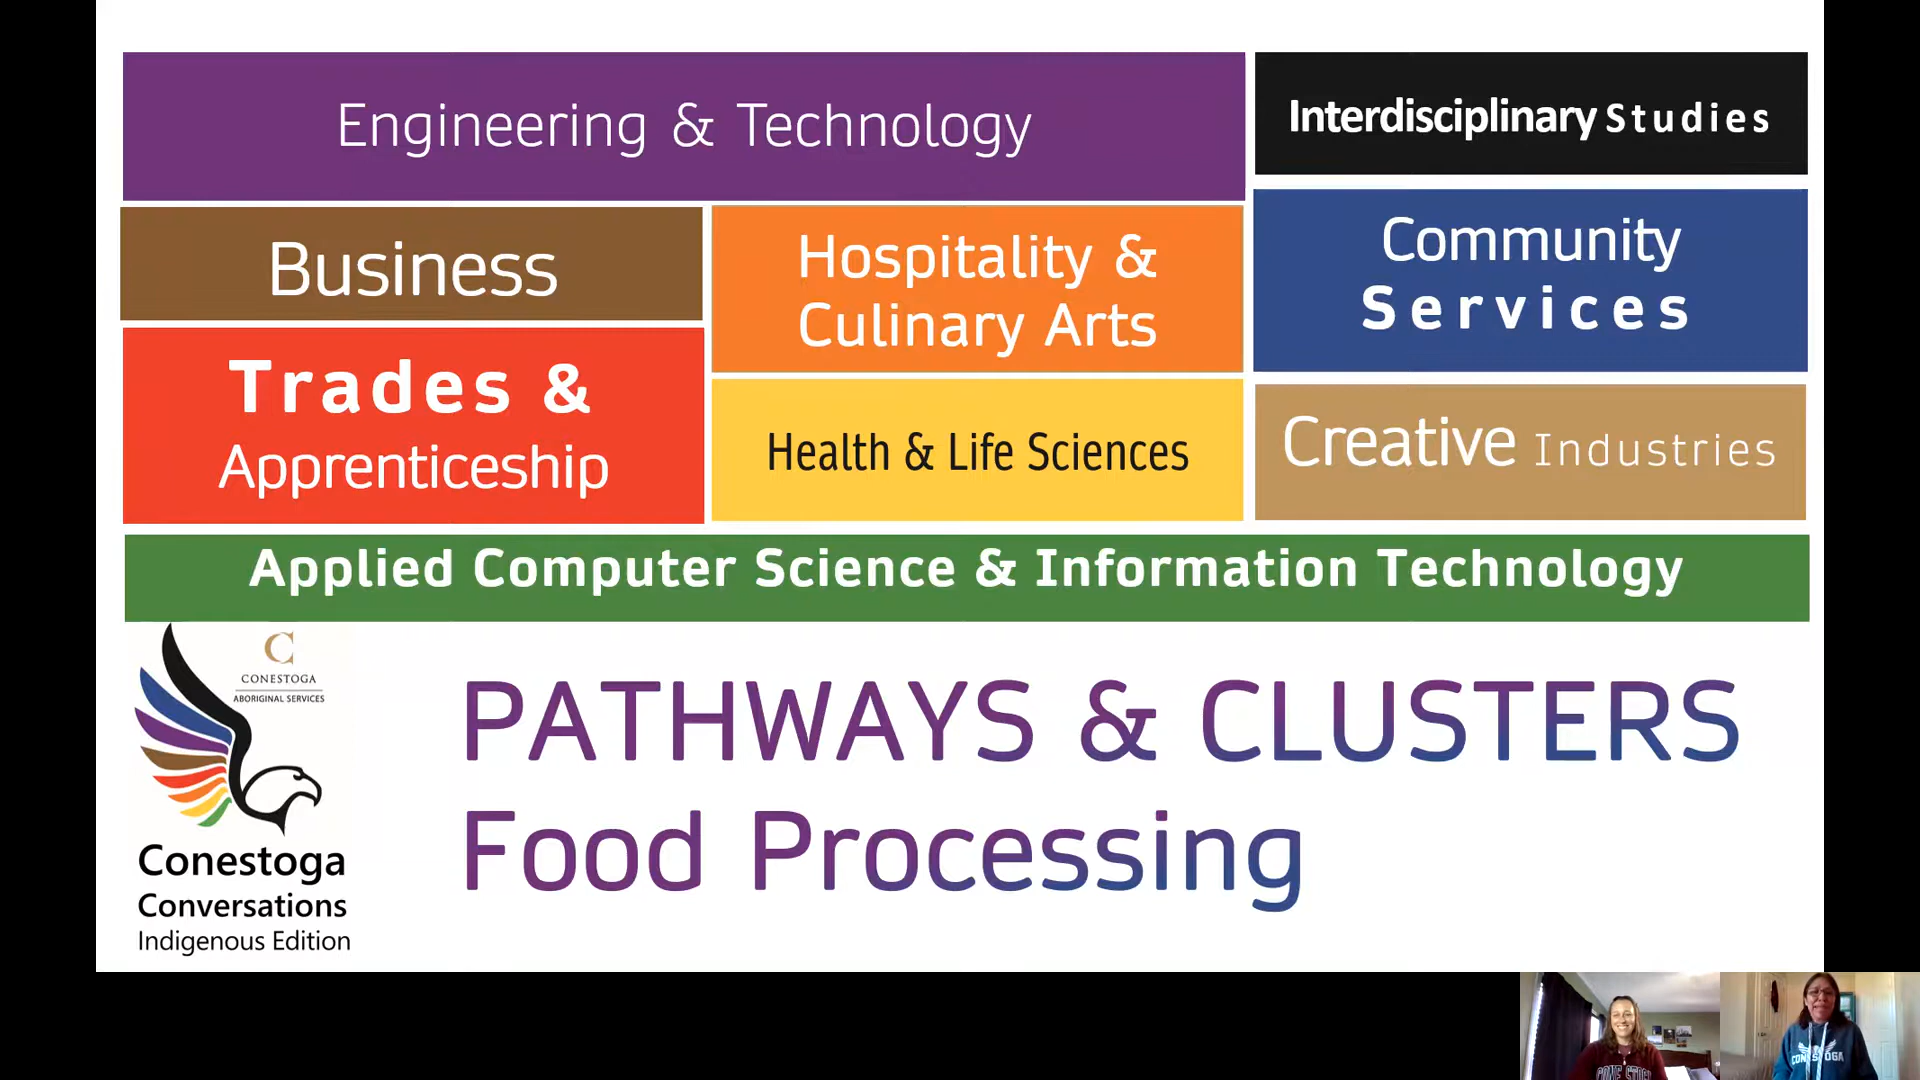 Engineering & Technology
Interdisciplinary Studies
Business
Hospitality &
Culinary Arts
Community
Services
Trades &
Apprenticeship
Health & Life Sciences
Creative Industries
Applied Computer Science & Information Technology
C
CONESTOGA
ABORIGINAL SERVICES
Conestoga
Conversations
Indigenous Edition
PATHWAYS & CLUSTERS
Food Processing
CONESTOGA